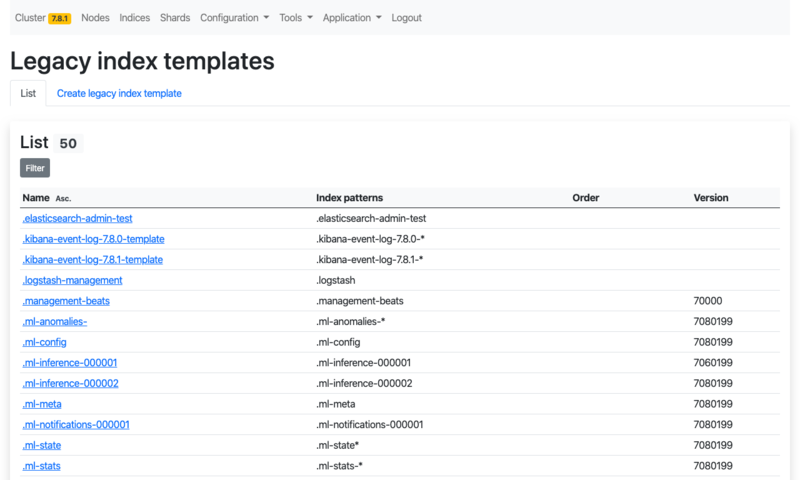 Cluster 7.8.1 Nodes Indices Shards Configuration Tools Application Logout
Legacy index templates
List Create legacy index template
List 50
Filter
Name Asc. Index patterns Order Version
.elasticsearch-admin-test .elasticsearch-admin-test
.kibana-event-log-7.8.0-template .kibana-event-log-7.8.0-*
.kibana-event-log-7.8.1-template .kibana-event-log-7.8.1-*
.logstash-management .logstash
.management-beats .management-beats 70000
.ml-anomalies- .ml-anomalies-* 7080199
.ml-config .ml-config 7080199
.ml-inference-000001 .ml-inference-000001 7060199
.ml-inference-000002 .ml-inference-000002 7080199
.ml-meta .ml-meta 7080199
.ml-notifications-000001 .ml-notifications-000001 7080199
.ml-state .ml-state* 7080199
.ml-stats .ml-stats-* 7080199